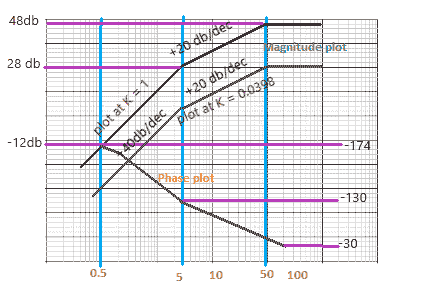 48db
+20 db/dec
Magnitude plot
28 db
+20 db/dec
plot at K = 1
plot at K = 0.0398
+40db/dec
-12db
-174
Phase plot
-130
-30
0.5
5
10
50
100